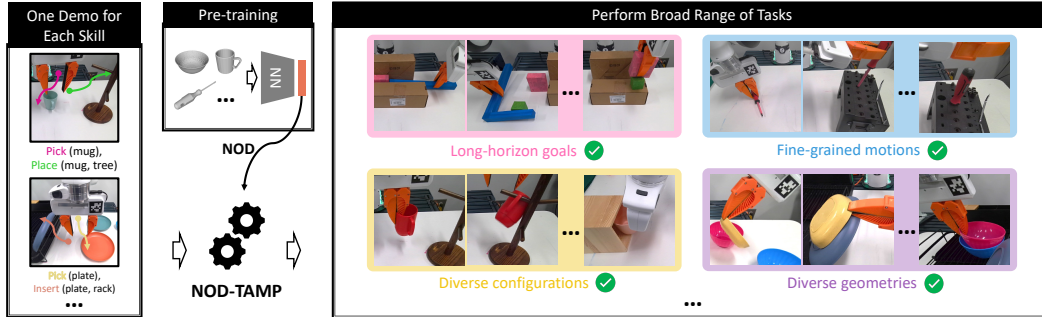 One Demo for
Each Skill
Pick (mug),
Place (mug, tree)
Pick (plate),
Insert (plate, rack)
...
Pre-training
...
NN
NOD
NOD-TAMP
Perform Broad Range of Tasks
...
Long-horizon goals
...
Fine-grained motions
...
Diverse configurations
...
Diverse geometries
...